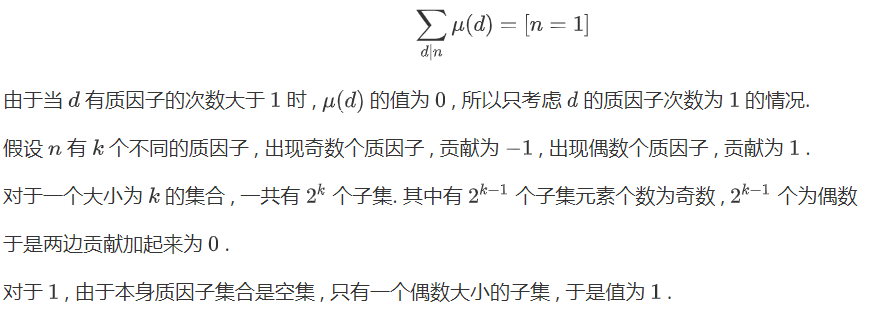 ∑μ(d) = [n = 1]
d|n
由于当 d 有质因子的次数大于 1 时 , μ(d) 的值为 0 , 所以只考虑 d 的质因子次数为 1 的情况.
假设 n 有 k 个不同的质因子 , 出现奇数个质因子 , 贡献为 −1 , 出现偶数个质因子 , 贡献为 1 .
对于一个大小为 k 的集合 , 一共有 2^k 个子集. 其中有 2^{k−1} 个子集元素个数为奇数 , 2^{k−1} 个为偶数
于是两边贡献加起来为 0 .
对于 1 , 由于本身质因子集合是空集 , 只有一个偶数大小的子集 , 于是值为 1 .